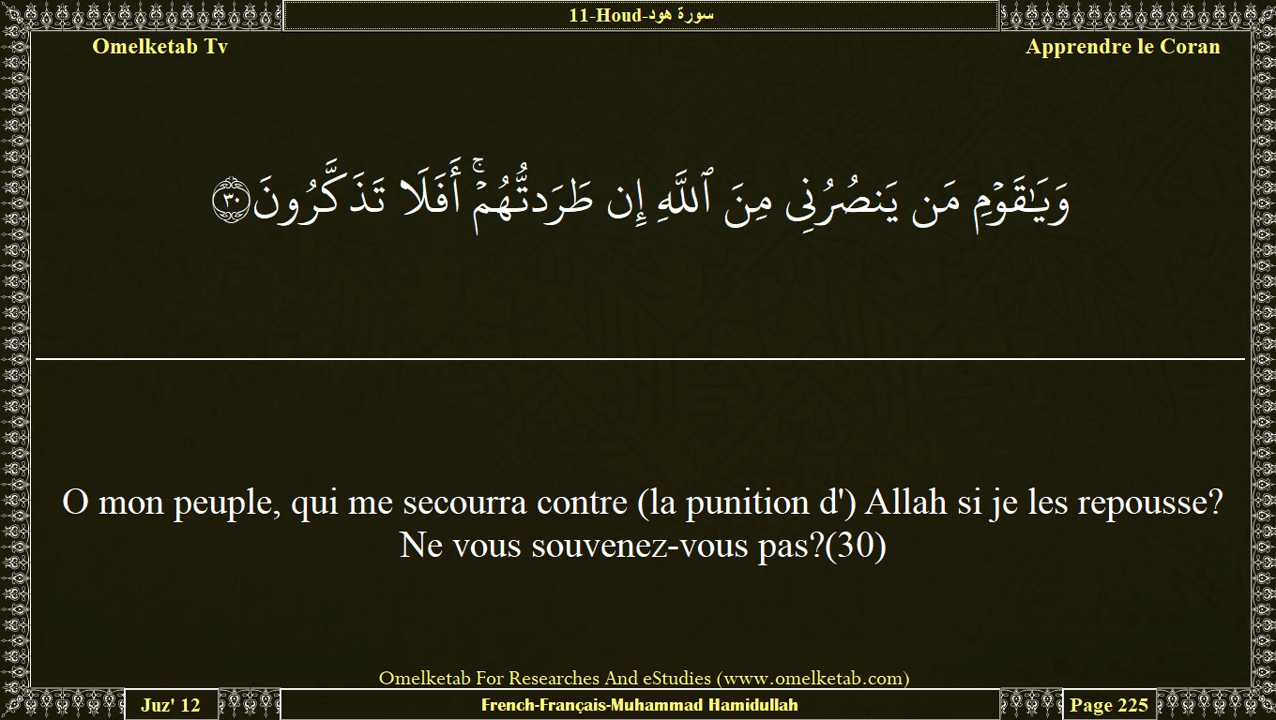 11-Houd-سورة هود
Omelketab Tv
Apprendre le Coran
وَيَـٰقَوْمِ مَن يَنصُرُنِى مِنَ ٱللَّهِ إِن طَرَدتُّهُمْ ۚ أَفَلَا تَذَكَّرُونَ ٣٠
O mon peuple, qui me secourra contre (la punition d') Allah si je les repousse?
Ne vous souvenez-vous pas?(30)
Omelketab For Researches And eStudies (www.omelketab.com)
Juz' 12
French-Français-Muhammad Hamidullah
Page 225